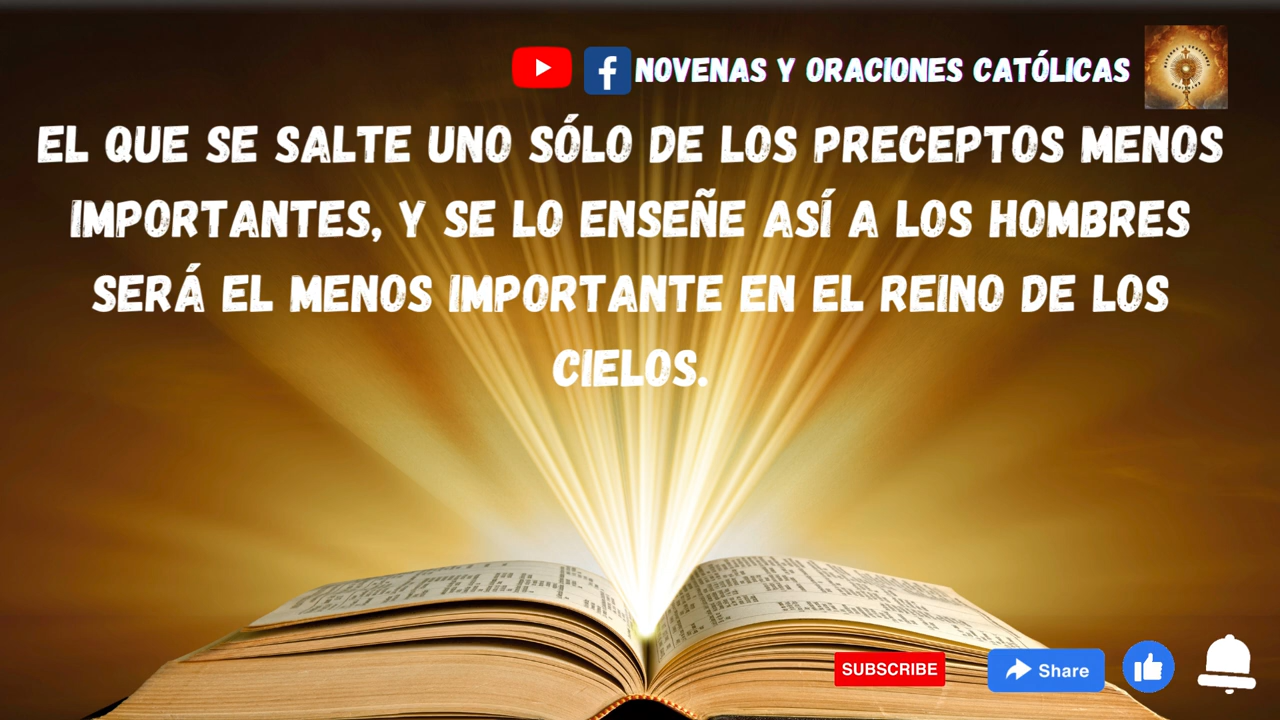 NOVENAS Y ORACIONES CATÓLICAS
EL QUE SE SALTE UNO SÓLO DE LOS PRECEPTOS MENOS
IMPORTANTES, Y SE LO ENSEÑE ASÍ A LOS HOMBRES
SERÁ EL MENOS IMPORTANTE EN EL REINO DE LOS
CIELOS.
SUBSCRIBE
Share